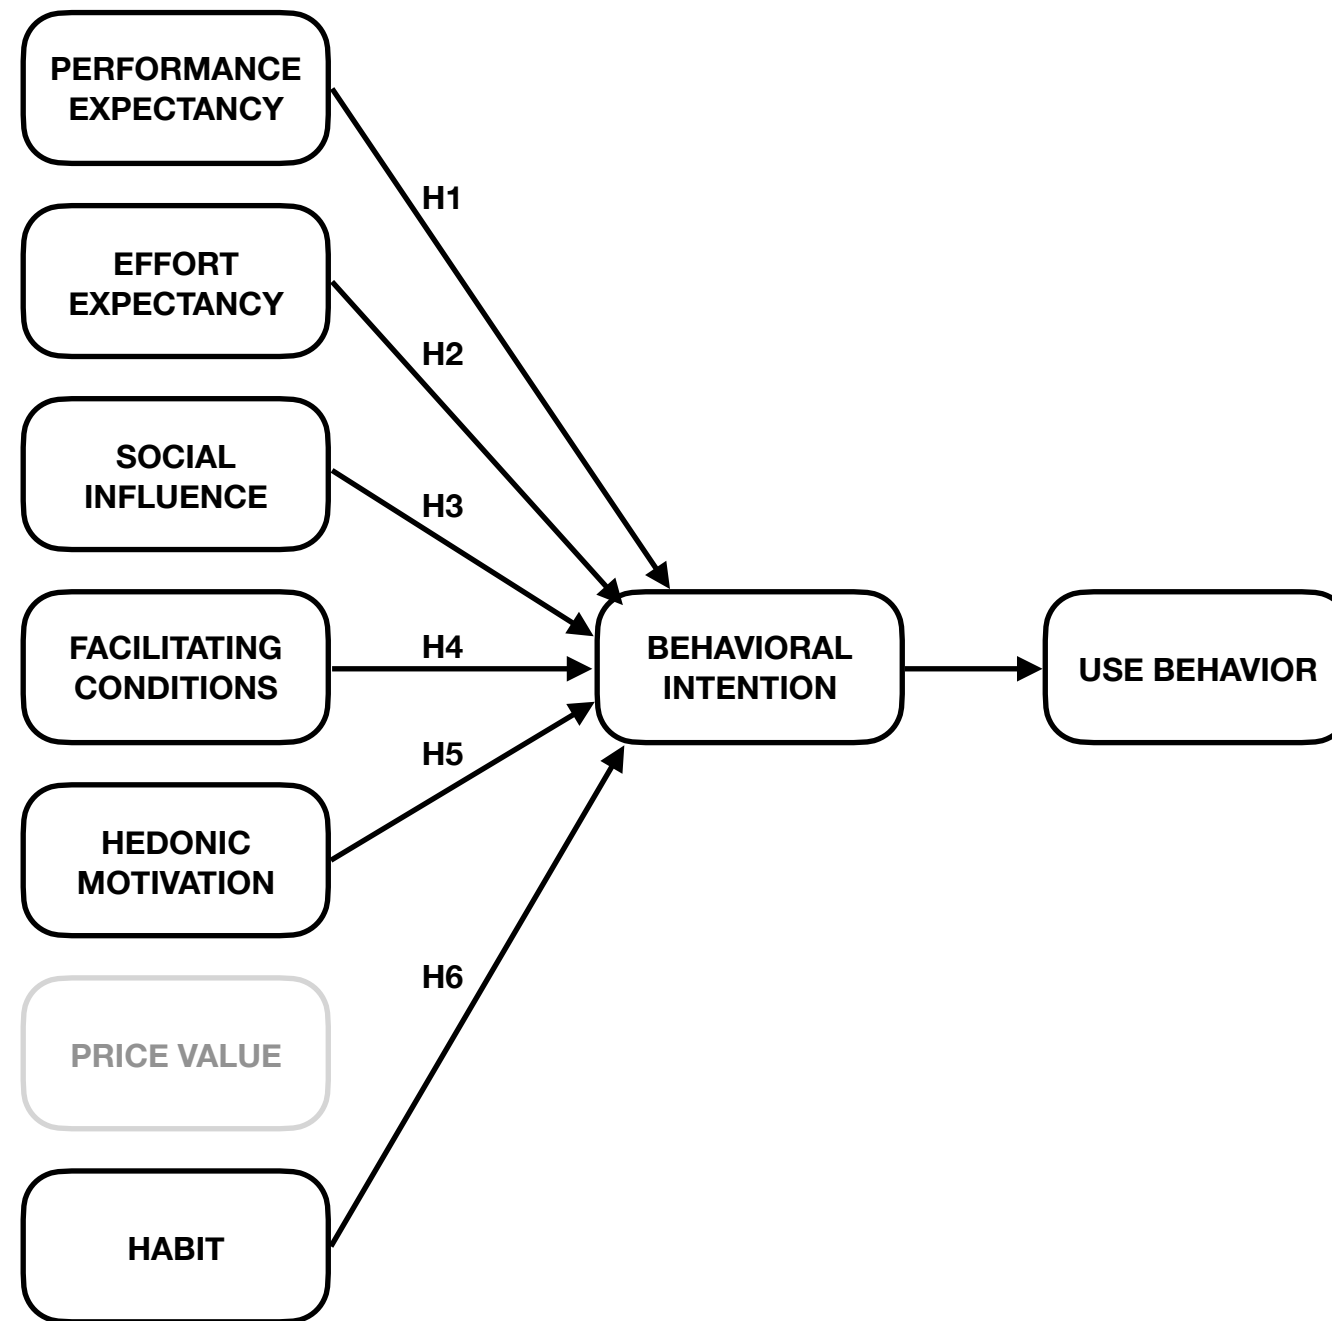 PERFORMANCE
EXPECTANCY
H1
EFFORT
EXPECTANCY
H2
SOCIAL
INFLUENCE
H3
FACILITATING
CONDITIONS
H4
BEHAVIORAL
INTENTION
USE BEHAVIOR
H5
HEDONIC
MOTIVATION
H6
PRICE VALUE
HABIT